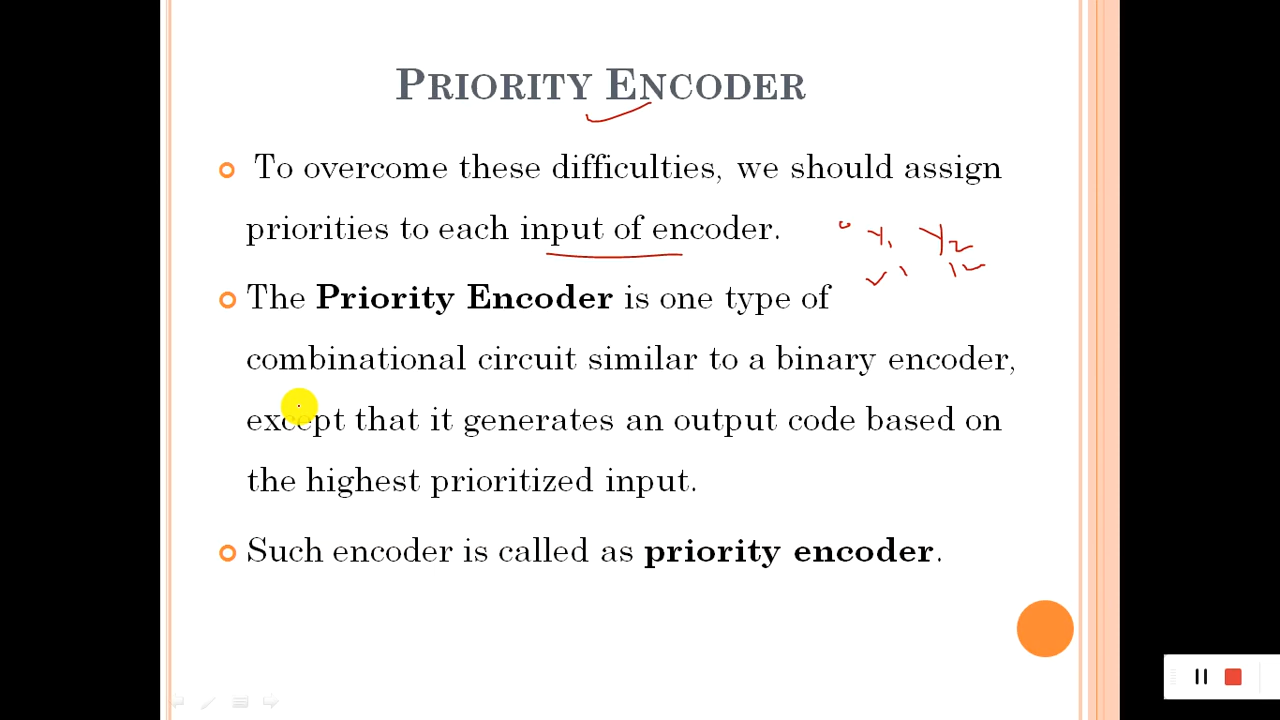 PRIORITY ENCODER
To overcome these difficulties, we should assign
priorities to each input of encoder.
y1 y2
The Priority Encoder is one type of
combinational circuit similar to a binary encoder,
except that it generates an output code based on
the highest prioritized input.
Such encoder is called as priority encoder.